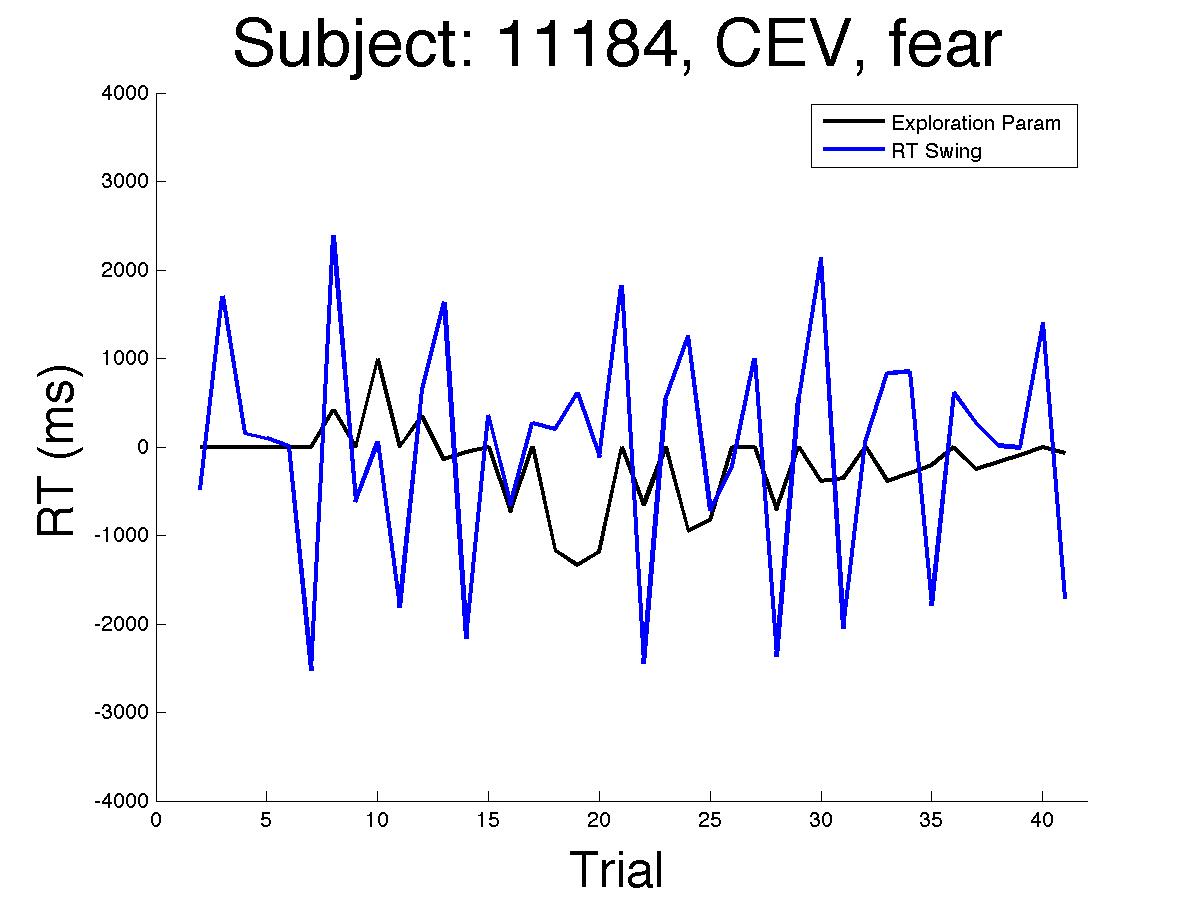 Subject: 11184, CEV, fear
4000
3000
2000
1000
0
-1000
-2000
-3000
-4000
RT (ms)
Exploration Param
RT Swing
0 5 10 15 20 25 30 35 40
Trial